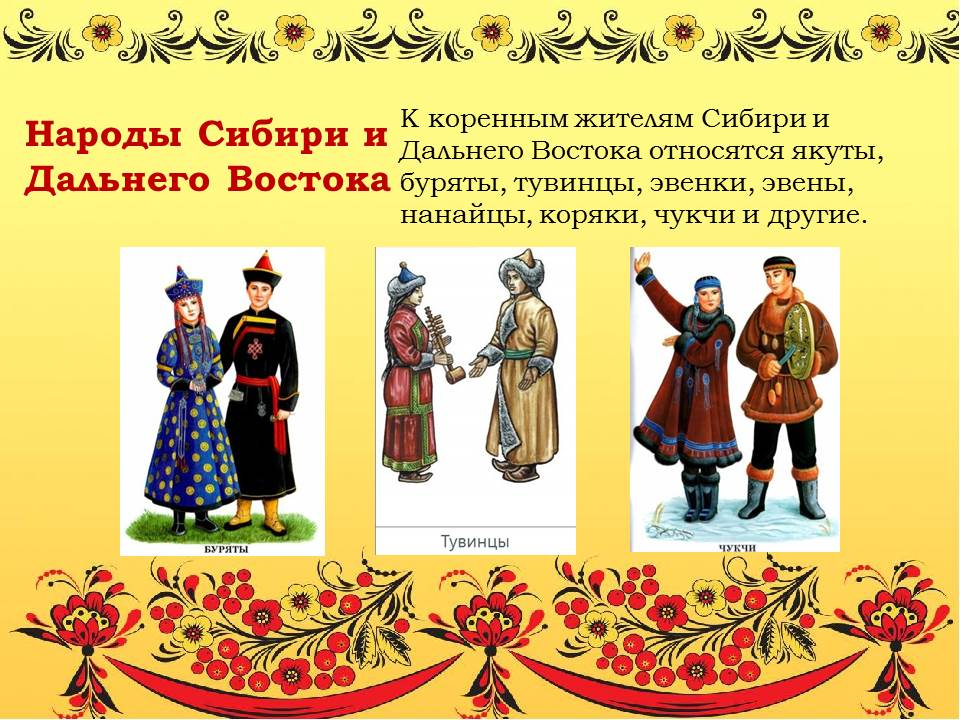 Народы Сибири и
Дальнего Востока
К коренным жителям Сибири и
Дальнего Востока относятся якуты,
буряты, тувинцы, эвенки, эвены,
нанайцы, коряки, чукчи и другие.
БУРЯТЫ
Тувинцы
ЧУКЧИ